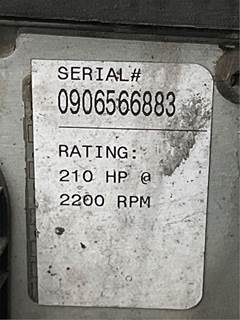 SERIAL#
0906566883
RATING:
210 HP @
2200 RPM